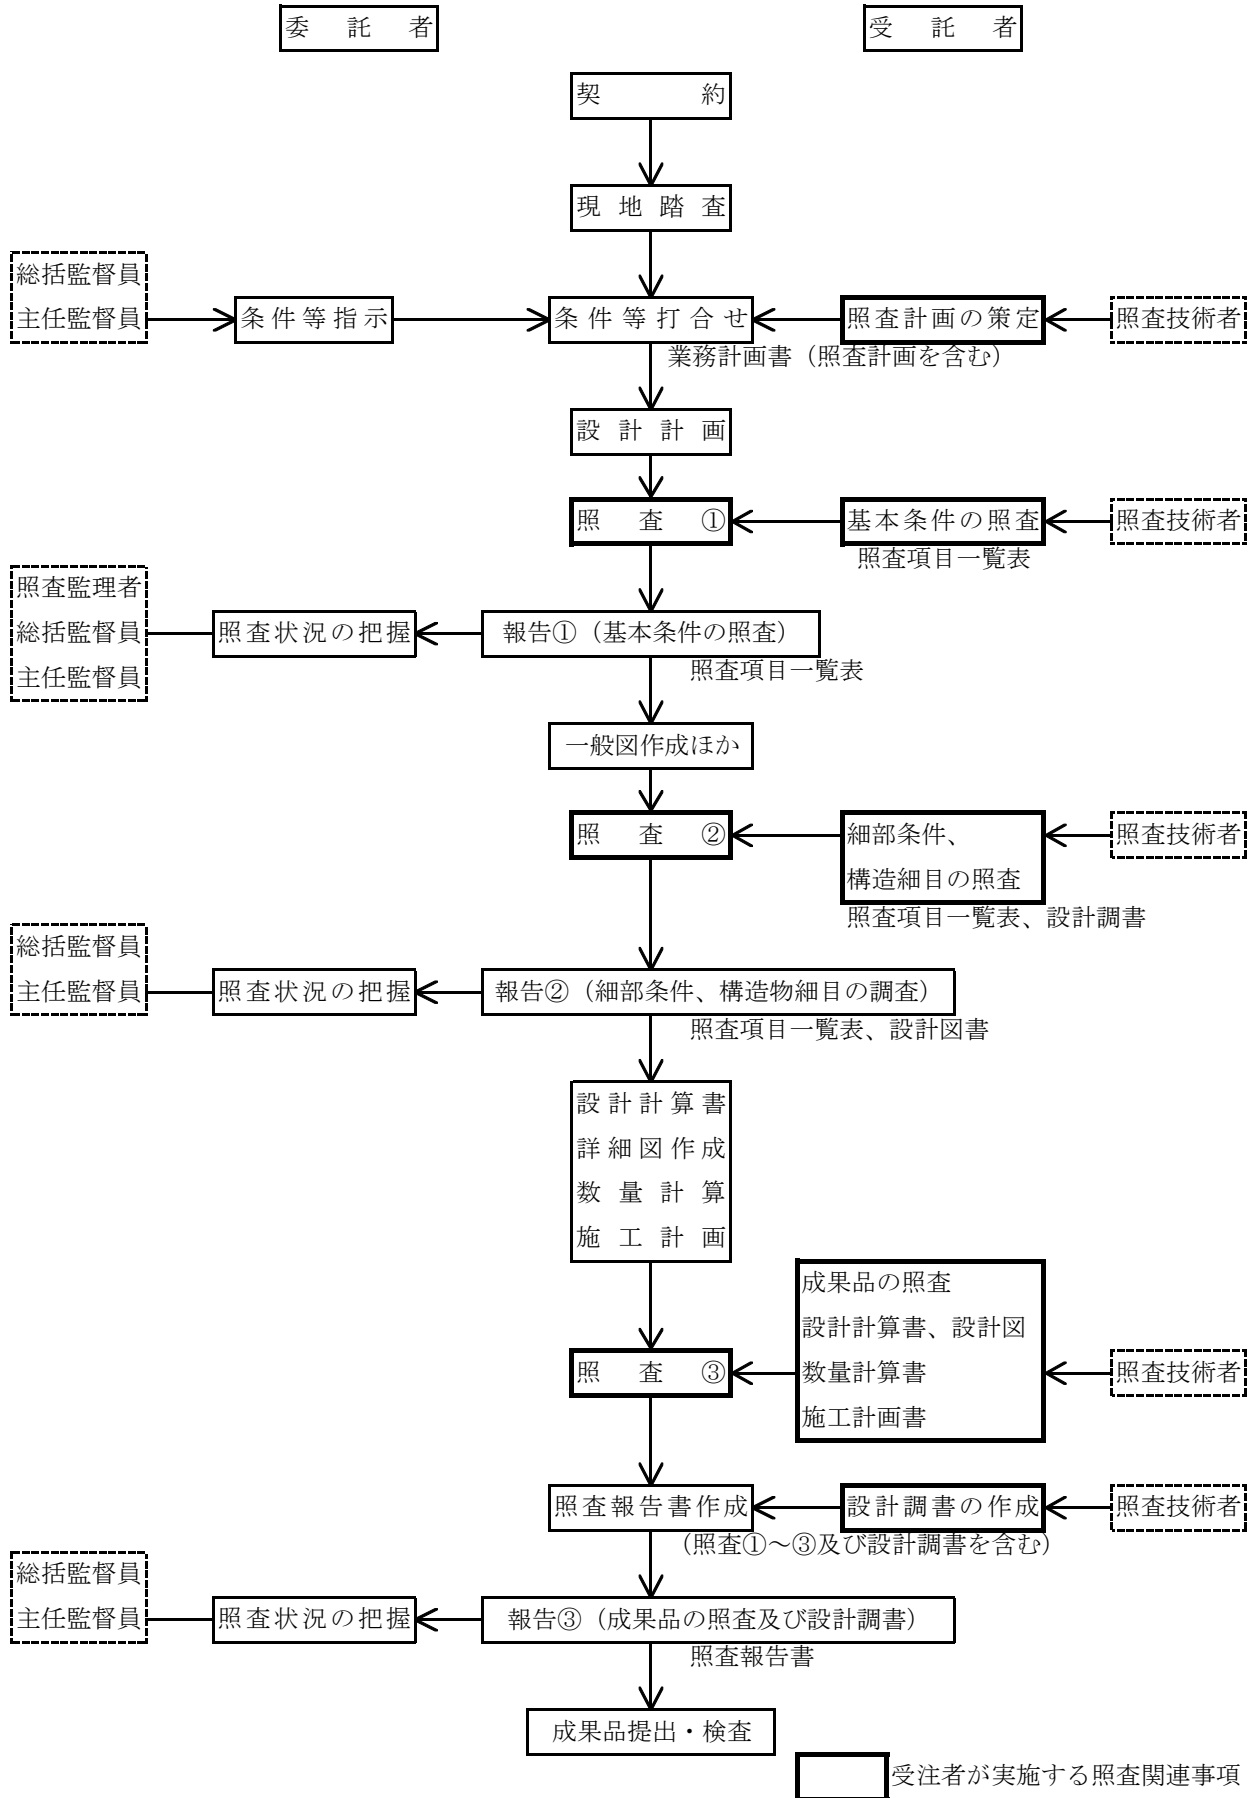 委託者
受託者
契約
現地踏査
総括監督員
主任監督員
条件等指示
条件等打合せ
照査計画の策定
照査技術者
業務計画書（照査計画を含む）
設計計画
照査①
基本条件の照査
照査技術者
照査項目一覧表
照査監理者
総括監督員
主任監督員
照査状況の把握
報告①（基本条件の照査）
照査項目一覧表
一般図作成ほか
照査②
細部条件、
構造細目の照査
照査技術者
照査項目一覧表、設計調書
総括監督員
主任監督員
照査状況の把握
報告②（細部条件、構造物細目の調査）
照査項目一覧表、設計図書
設計計算書
詳細図作成
数量計算
施工計画
成果品の照査
設計計算書、設計図
数量計算書
施工計画書
照査③
照査技術者
照査報告書作成
設計調書の作成
照査技術者
（照査①～③及び設計調書を含む）
総括監督員
主任監督員
照査状況の把握
報告③（成果品の照査及び設計調書）
照査報告書
成果品提出・検査
受注者が実施する照査関連事項